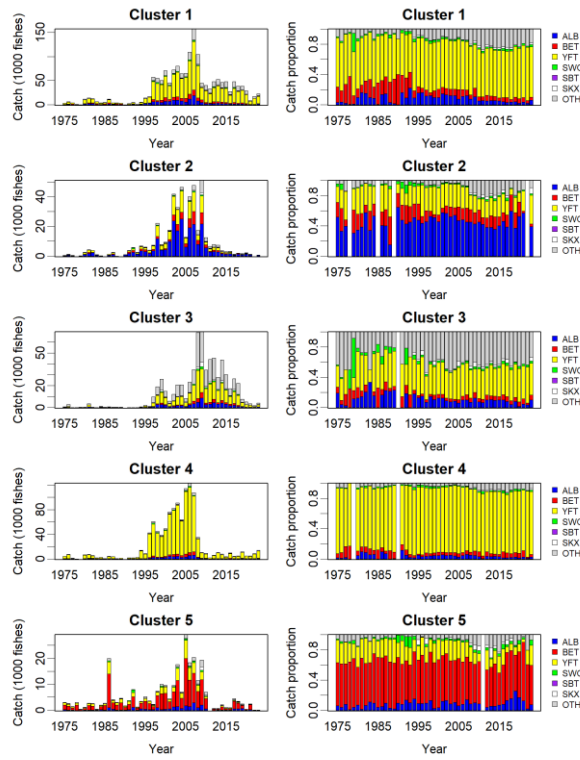 Cluster 1
Catch (1000 fishes)
0 50 150
1975 1985 1995 2005 2015
Year
Cluster 1
Catch proportion
0.0 0.4 0.8
1975 1985 1995 2005 2015
Year
ALB
BET
YFT
SWO
SBT
SKX
OTH
Cluster 2
Catch (1000 fishes)
0 20 40
1975 1985 1995 2005 2015
Year
Cluster 2
Catch proportion
0.0 0.4 0.8
1975 1985 1995 2005 2015
Year
ALB
BET
YFT
SWO
SBT
SKX
OTH
Cluster 3
Catch (1000 fishes)
0 20 50
1975 1985 1995 2005 2015
Year
Cluster 3
Catch proportion
0.0 0.4 0.8
1975 1985 1995 2005 2015
Year
ALB
BET
YFT
SWO
SBT
SKX
OTH
Cluster 4
Catch (1000 fishes)
0 40 80
1975 1985 1995 2005 2015
Year
Cluster 4
Catch proportion
0.0 0.4 0.8
1975 1985 1995 2005 2015
Year
ALB
BET
YFT
SWO
SBT
SKX
OTH
Cluster 5
Catch (1000 fishes)
0 10 20
1975 1985 1995 2005 2015
Year
Cluster 5
Catch proportion
0.0 0.4 0.8
1975 1985 1995 2005 2015
Year
ALB
BET
YFT
SWO
SBT
SKX
OTH